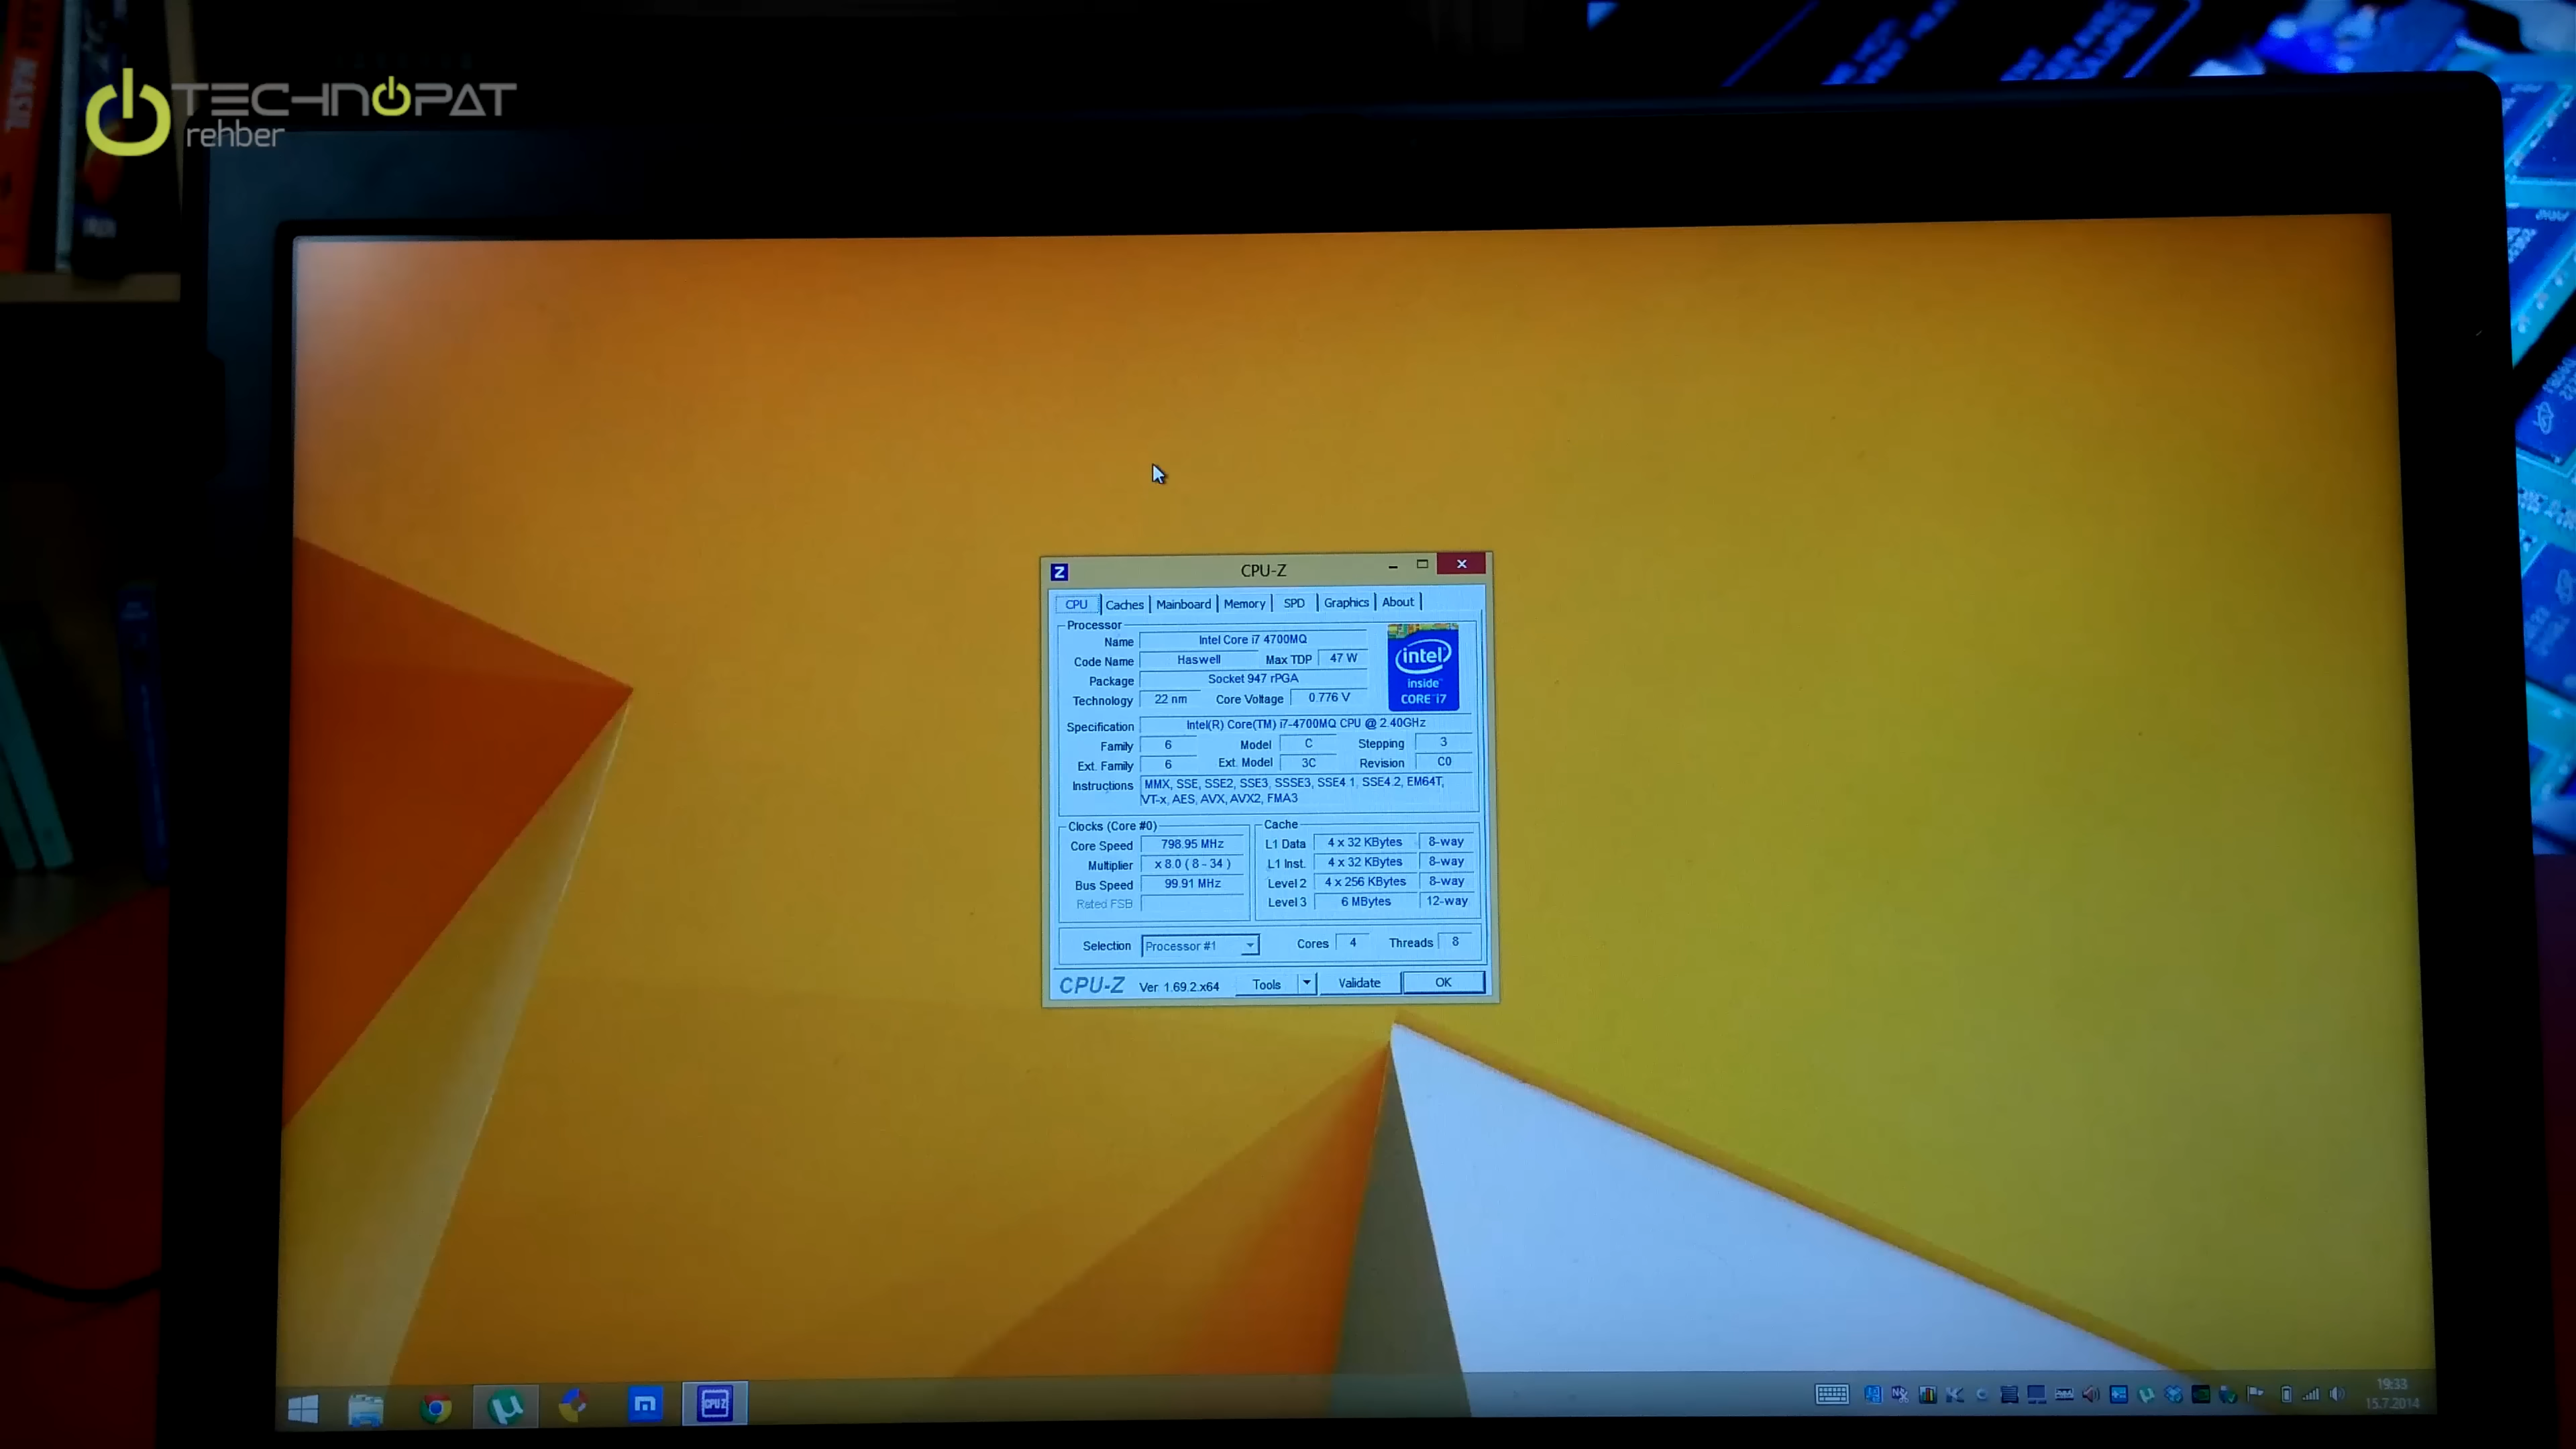 TECHNOPAT
rehber
CPU-Z
CPU Caches Mainboard Memory SPD Graphics About
Processor
Name Intel Core i7 4700MQ
Code Name Haswell Max TDP 47 W
Package Socket 947 rPGA
Technology 22 nm Core Voltage 0.776 V
intel
inside
CORE i7
Specification Intel(R) Core(TM) i7-4700MQ CPU @ 2.40GHz
Family 6 Model C Stepping 3
Ext. Family 6 Ext. Model 3C Revision C0
Instructions MMX, SSE, SSE2, SSE3, SSSE3, SSE4.1, SSE4.2, EM64T,
VT-x, AES, AVX, AVX2, FMA3
Clocks (Core #0)
Core Speed 798.95 MHz
Multiplier x 8.0 ( 8 - 34 )
Bus Speed 99.91 MHz
Rated FSB
Cache
L1 Data 4 x 32 KBytes 8-way
L1 Inst. 4 x 32 KBytes 8-way
Level 2 4 x 256 KBytes 8-way
Level 3 6 MBytes 12-way
Selection Processor #1 Cores 4 Threads 8
CPU-Z Ver. 1.69.2.x64 Tools Validate OK
CPU-Z
19:33
15.7.2014